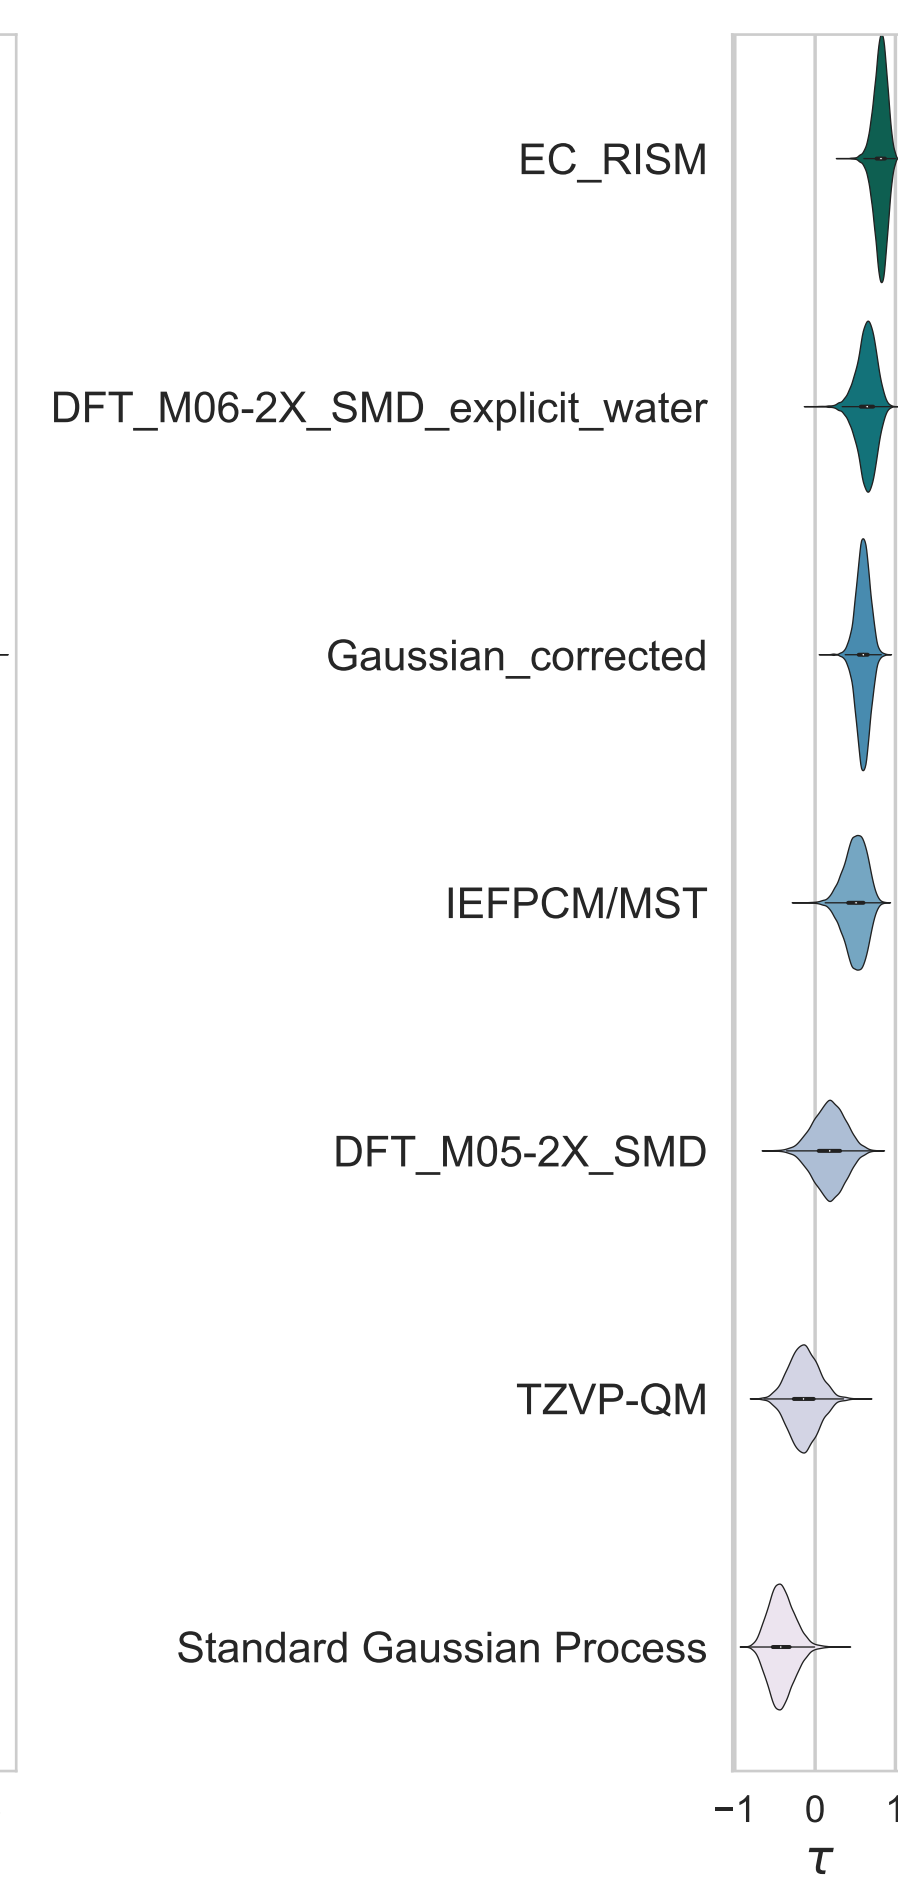 EC_RISM
DFT_M06-2X_SMD_explicit_water
Gaussian_corrected
IEFPCM/MST
DFT_M05-2X_SMD
TZVP-QM
Standard Gaussian Process
−1 0 1
τ